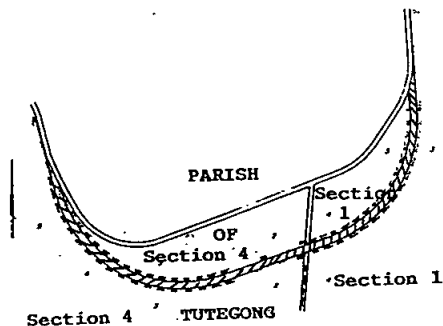 PARISH
Section
1
OF
Section 4
Section 1
Section 4
TUTEGONG